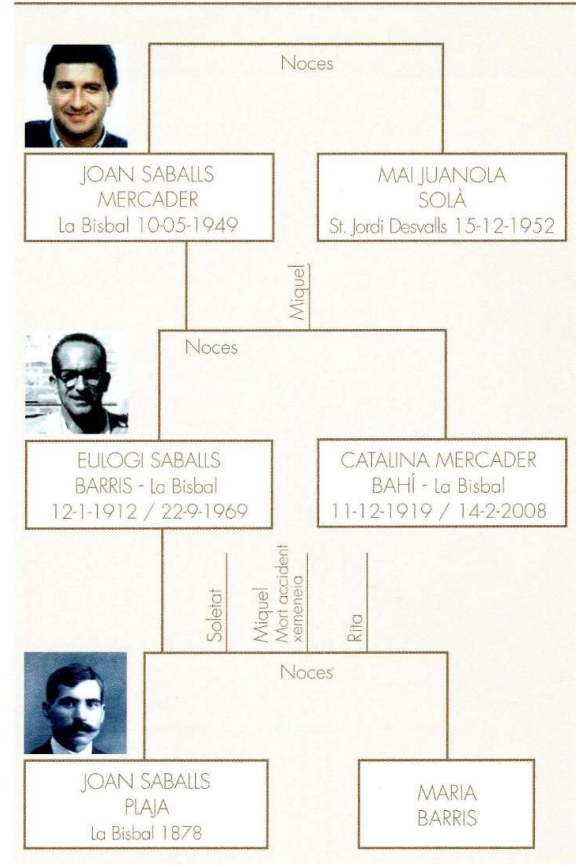 Noces
JOAN SABALLS
MERCADER
La Bisbal 10-05-1949
MAI JUANOLA
SOLÀ
St. Jordi Desvalls 15-12-1952
Miquel
Noces
EULOGI SABALLS
BARRIS - La Bisbal
12-1-1912 / 22-9-1969
CATALINA MERCADER
BAHÍ - La Bisbal
11-12-1919 / 14-2-2008
Soletat
Miquel
Mort accident
xemeneia
Rita
Noces
JOAN SABALLS
PLAJA
La Bisbal 1878
MARIA
BARRIS